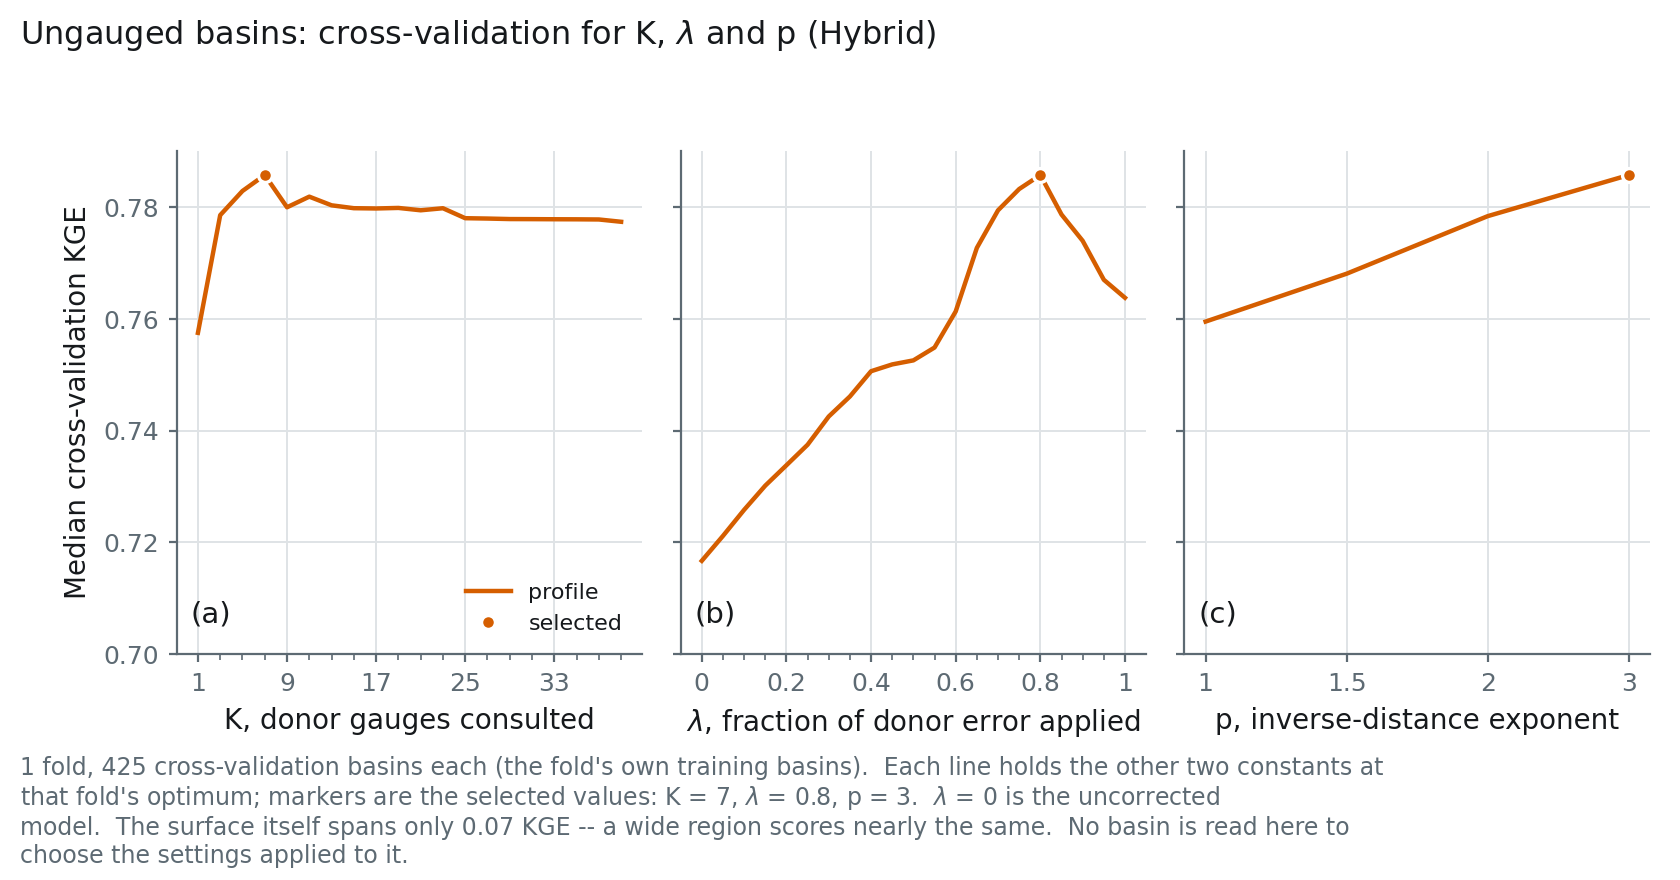 Ungauged basins: cross-validation for K, λ and p (Hybrid)
Median cross-validation KGE
0.78
0.76
0.74
0.72
0.70
(a)
profile
selected
1 9 17 25 33
K, donor gauges consulted
(b)
0 0.2 0.4 0.6 0.8 1
λ, fraction of donor error applied
(c)
1 1.5 2 3
p, inverse-distance exponent
1 fold, 425 cross-validation basins each (the fold's own training basins).  Each line holds the other two constants at
that fold's optimum; markers are the selected values: K = 7, λ = 0.8, p = 3.  λ = 0 is the uncorrected
model.  The surface itself spans only 0.07 KGE -- a wide region scores nearly the same.  No basin is read here to
choose the settings applied to it.